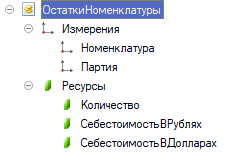 ОстаткиНоменклатуры
Измерения
Номенклатура
Партия
Ресурсы
Количество
СебестоимостьВРублях
СебестоимостьВДолларах